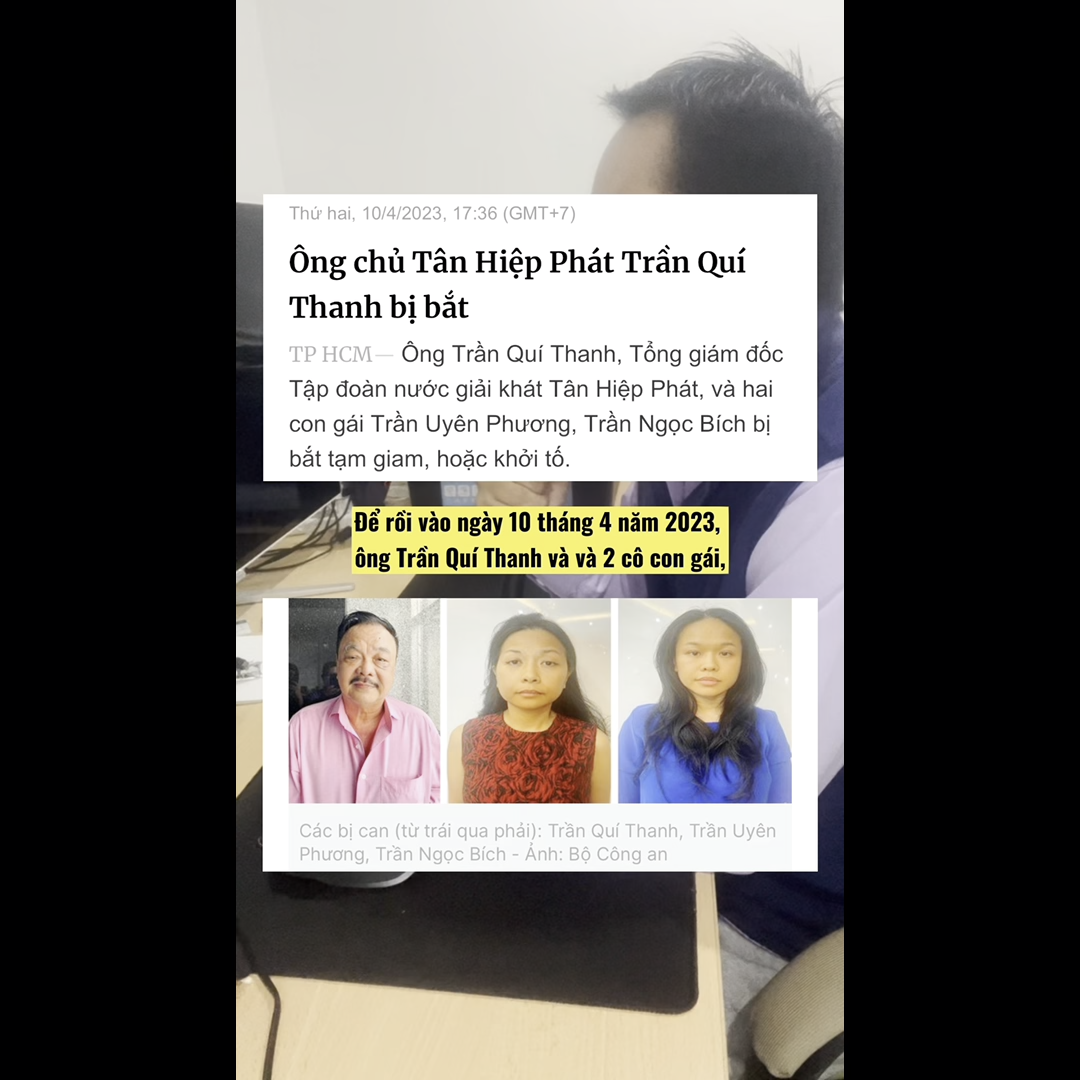 Thứ hai, 10/4/2023, 17:36 (GMT+7)
Ông chủ Tân Hiệp Phát Trần Quí
Thanh bị bắt
TP HCM— Ông Trần Quí Thanh, Tổng giám đốc
Tập đoàn nước giải khát Tân Hiệp Phát, và hai
con gái Trần Uyên Phương, Trần Ngọc Bích bị
bắt tạm giam, hoặc khởi tố.
Để rồi vào ngày 10 tháng 4 năm 2023,
ông Trần Quí Thanh và và 2 cô con gái,
Các bị can (từ trái qua phải): Trần Quí Thanh, Trần Uyên
Phương, Trần Ngọc Bích - Ảnh: Bộ Công an